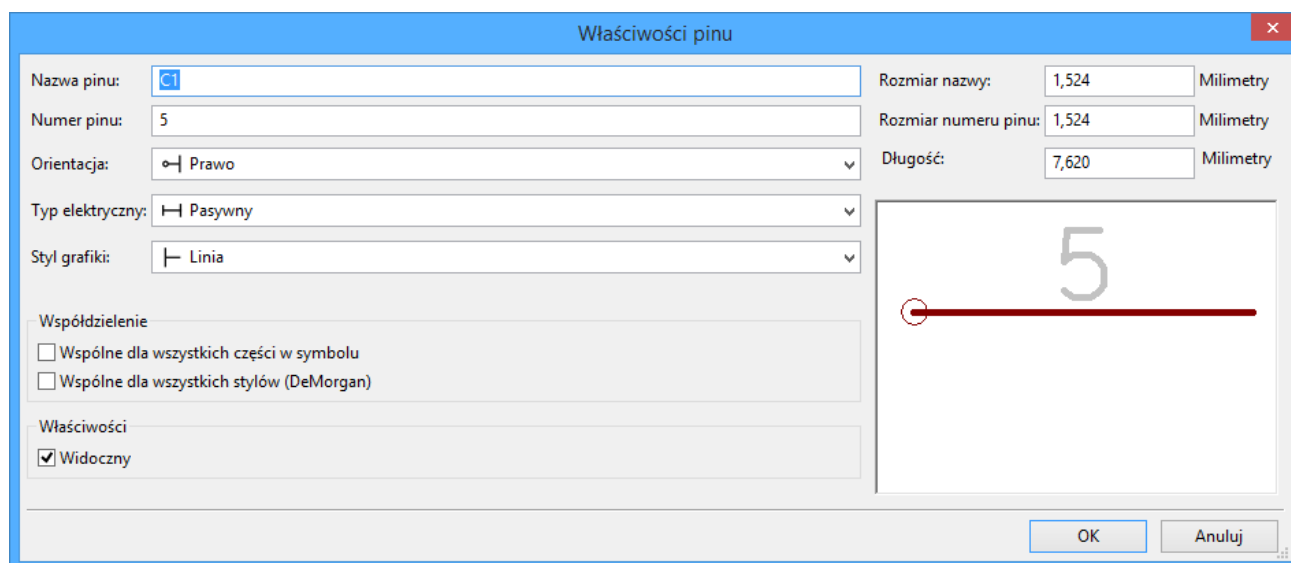 Właściwości pinu
Nazwa pinu: C1
Rozmiar nazwy: 1,524 Milimetry
Numer pinu: 5
Rozmiar numeru pinu: 1,524 Milimetry
Orientacja: Prawo
Długość: 7,620 Milimetry
Typ elektryczny: Pasywny
Styl grafiki: Linia
5
Współdzielenie
Wspólne dla wszystkich części w symbolu
Wspólne dla wszystkich stylów (DeMorgan)
Właściwości
Widoczny
OK Anuluj